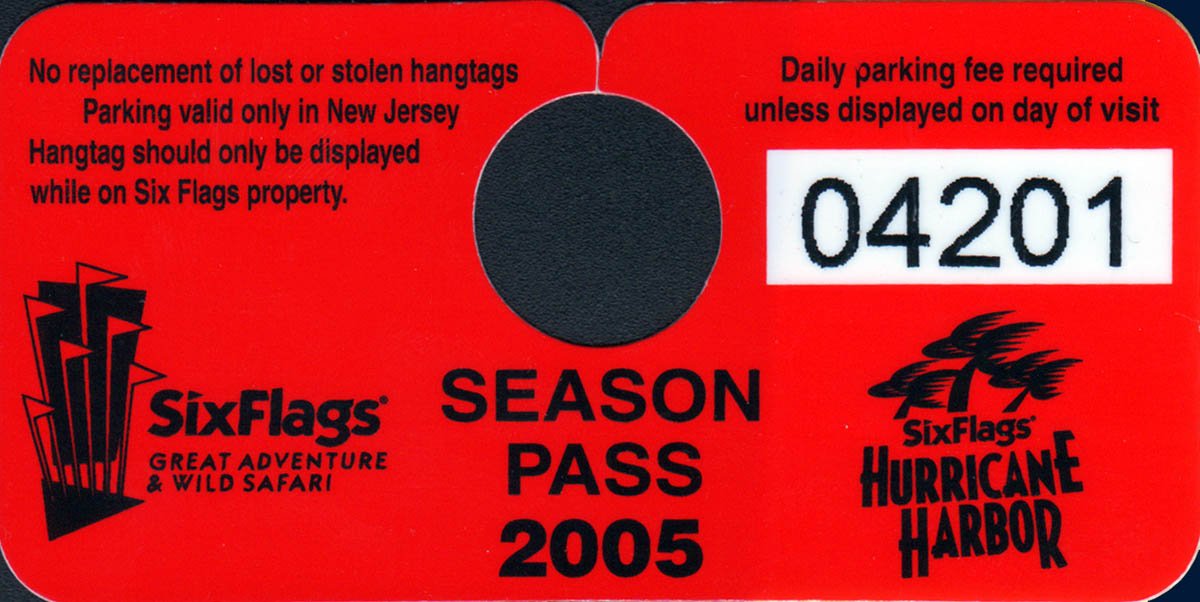 No replacement of lost or stolen hangtags
Parking valid only in New Jersey
Hangtag should only be displayed
while on Six Flags property.
Daily parking fee required
unless displayed on day of visit
04201
SixFlags®
GREAT ADVENTURE
& WILD SAFARI
SEASON
PASS
2005
SixFlags®
HURRICANE
HARBOR